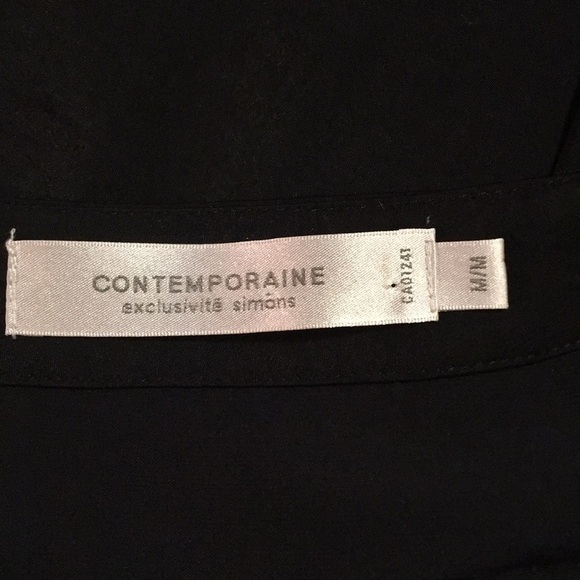 CONTEMPORAINE
exclusivité simons
CA01241
M/M